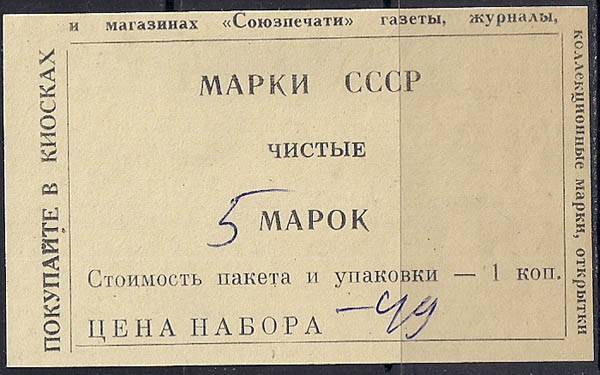 ПОКУПАЙТЕ В КИОСКАХ
и магазинах «Союзпечати» газеты, журналы,
коллекционные марки, открытки
МАРКИ СССР
ЧИСТЫЕ
5 МАРОК
Стоимость пакета и упаковки — 1 коп.
ЦЕНА НАБОРА -49